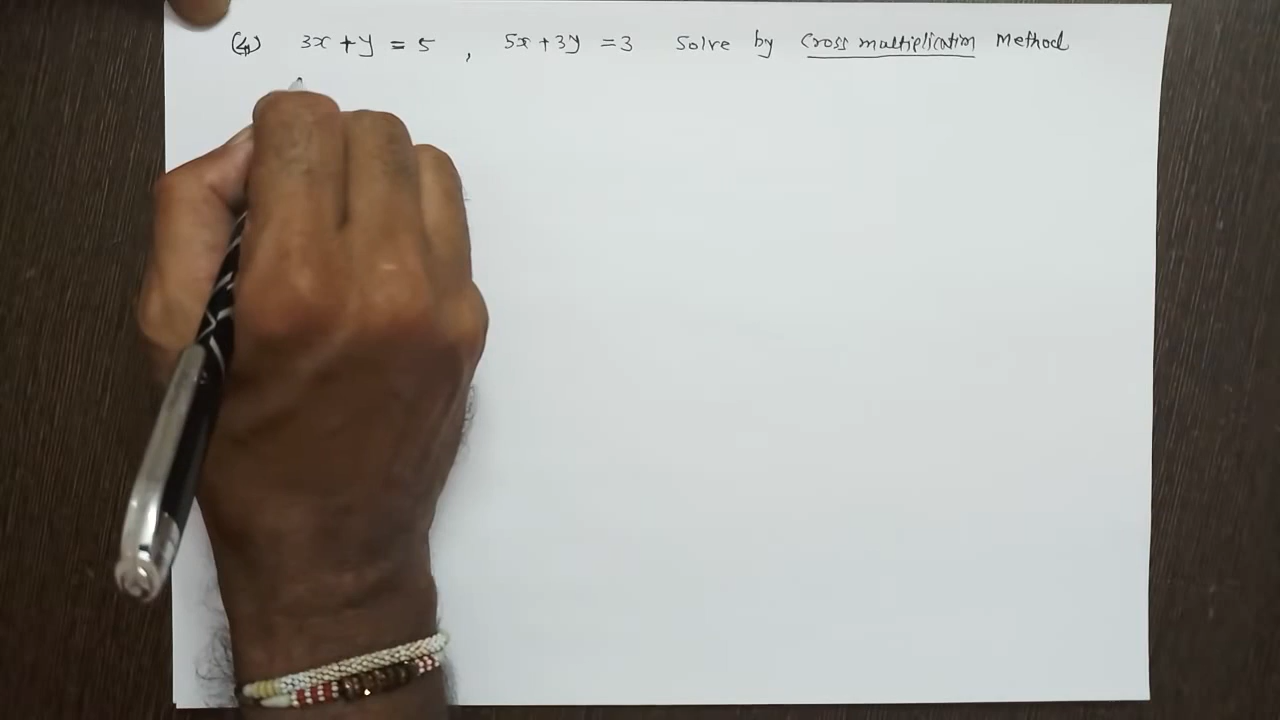 (4) 3x + y = 5 , 5x + 3y = 3 Solve by Cross multiplication Method